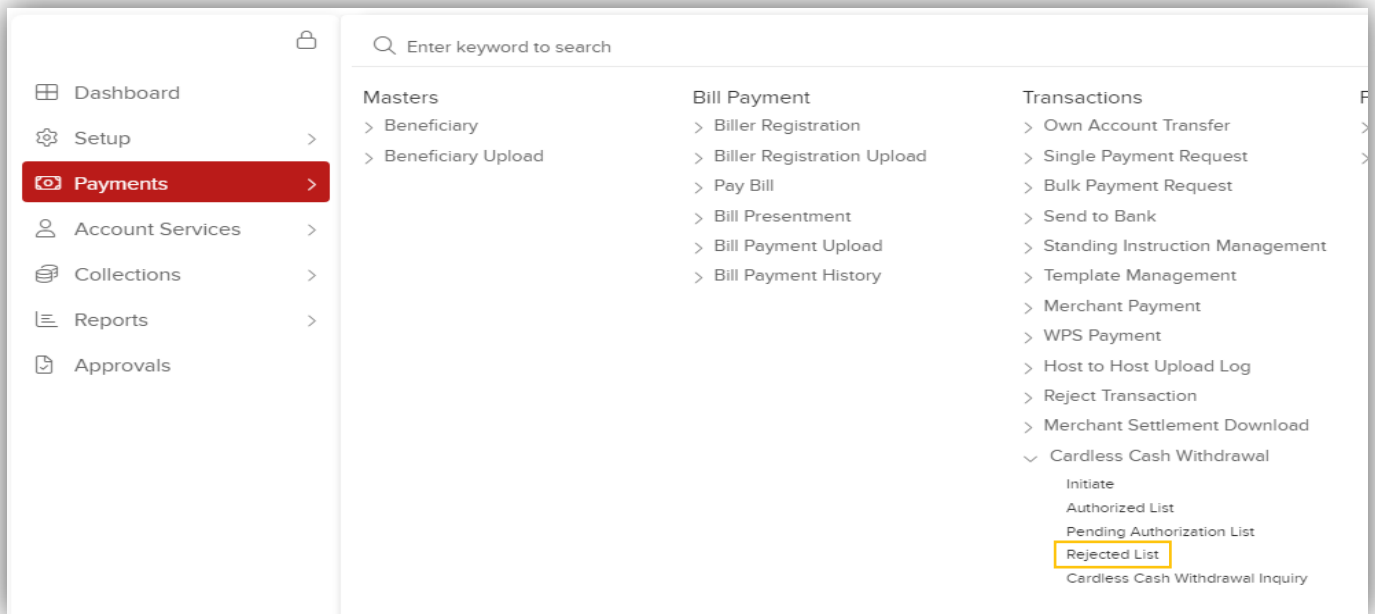 Enter keyword to search
Dashboard
Setup
Payments
Account Services
Collections
Reports
Approvals
Masters
Beneficiary
Beneficiary Upload
Bill Payment
Biller Registration
Biller Registration Upload
Pay Bill
Bill Presentment
Bill Payment Upload
Bill Payment History
Transactions
Own Account Transfer
Single Payment Request
Bulk Payment Request
Send to Bank
Standing Instruction Management
Template Management
Merchant Payment
WPS Payment
Host to Host Upload Log
Reject Transaction
Merchant Settlement Download
Cardless Cash Withdrawal
Initiate
Authorized List
Pending Authorization List
Rejected List
Cardless Cash Withdrawal Inquiry